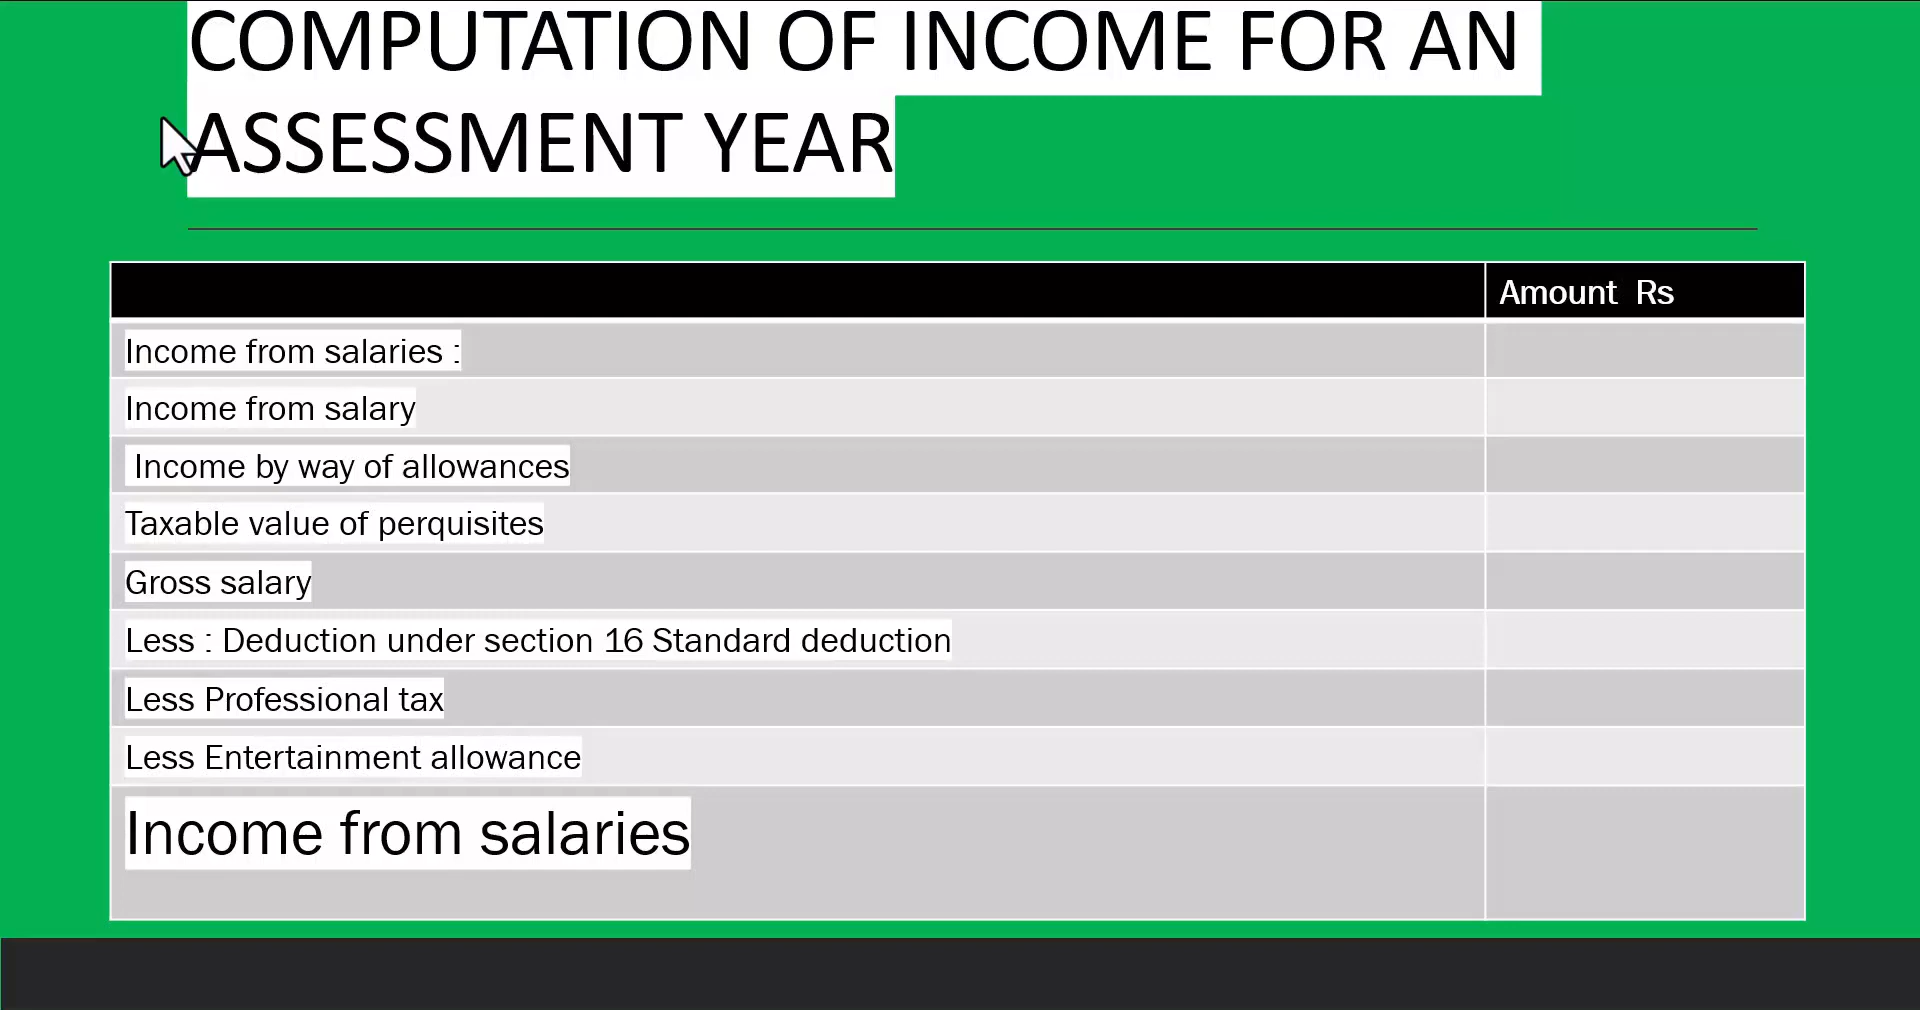 COMPUTATION OF INCOME FOR AN
ASSESSMENT YEAR
Amount Rs
Income from salaries :
Income from salary
Income by way of allowances
Taxable value of perquisites
Gross salary
Less : Deduction under section 16 Standard deduction
Less Professional tax
Less Entertainment allowance
Income from salaries